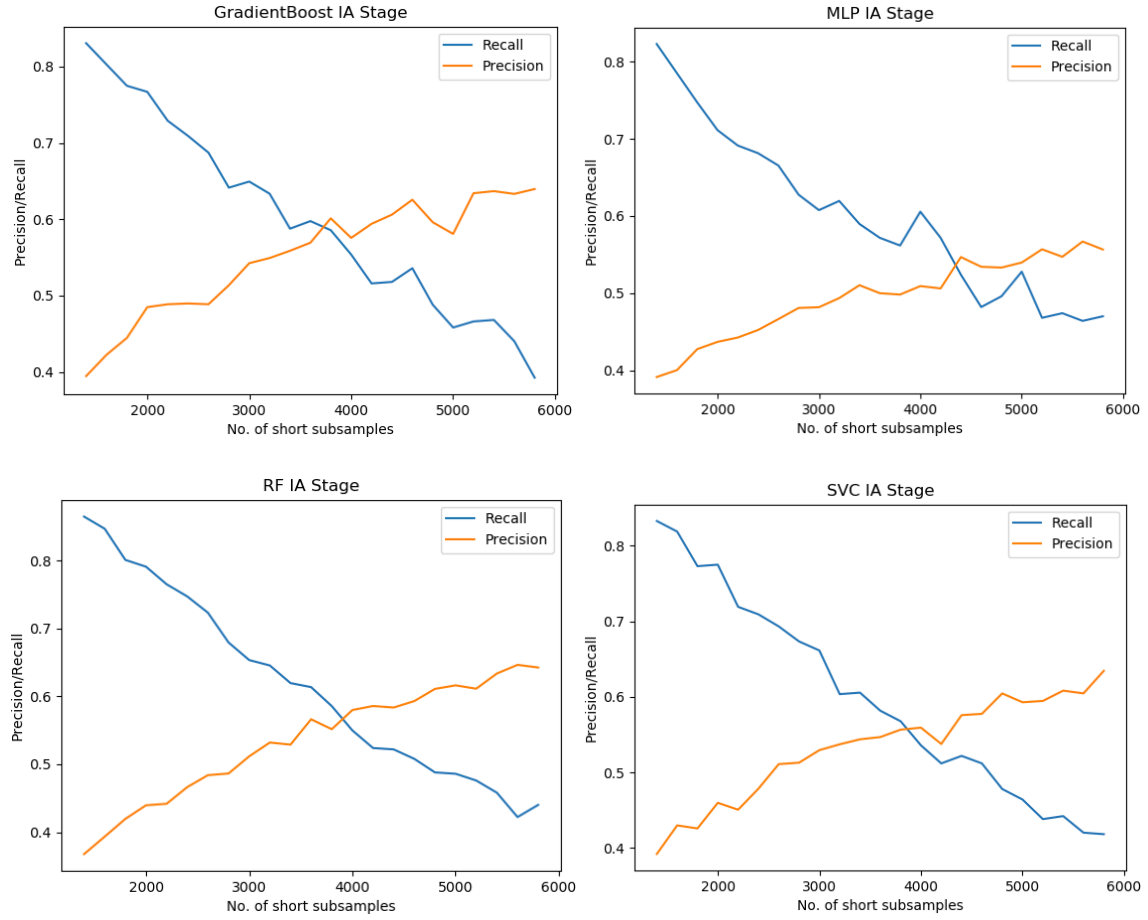 GradientBoost IA Stage
Recall
Precision
0.8
0.7
0.6
0.5
0.4
Precision/Recall
2000 3000 4000 5000 6000
No. of short subsamples
MLP IA Stage
Recall
Precision
0.8
0.7
0.6
0.5
0.4
Precision/Recall
2000 3000 4000 5000 6000
No. of short subsamples
RF IA Stage
Recall
Precision
0.8
0.7
0.6
0.5
0.4
Precision/Recall
2000 3000 4000 5000 6000
No. of short subsamples
SVC IA Stage
Recall
Precision
0.8
0.7
0.6
0.5
0.4
Precision/Recall
2000 3000 4000 5000 6000
No. of short subsamples